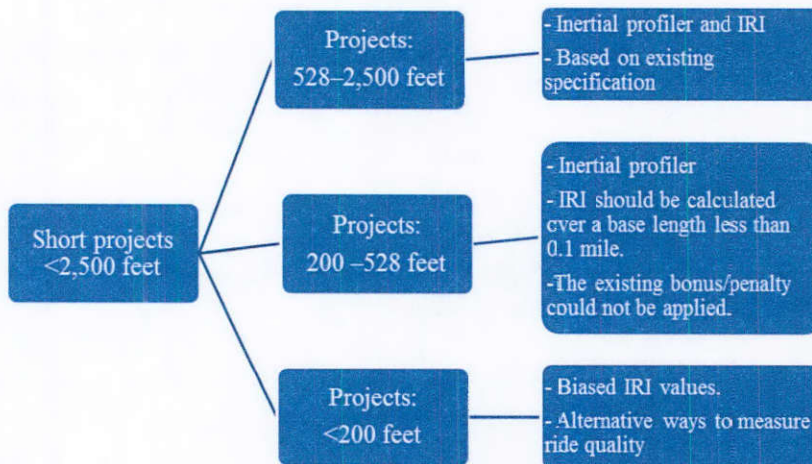 Short projects
<2,500 feet
Projects:
528–2,500 feet
- Inertial profiler and IRI
- Based on existing
specification
Projects:
200 –528 feet
- Inertial profiler
- IRI should be calculated
over a base length less than
0.1 mile.
-The existing bonus/penalty
could not be applied.
Projects:
<200 feet
- Biased IRI values.
- Alternative ways to measure
ride quality